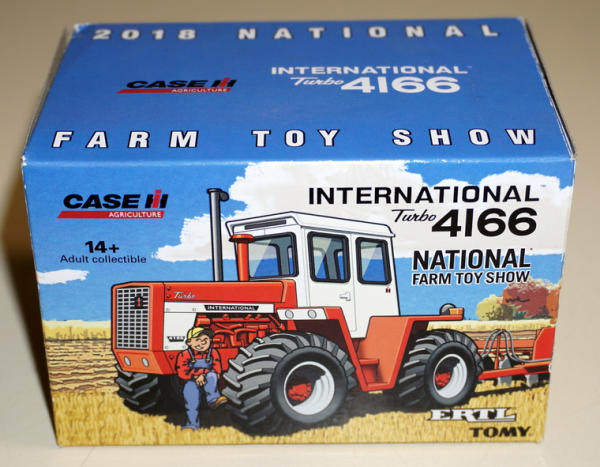 2018 NATIONAL
CASE IH
AGRICULTURE
INTERNATIONAL
Turbo 4166
FARM TOY SHOW
CASE IH
AGRICULTURE
14+
Adult collectible
INTERNATIONAL™
Turbo 4166
NATIONAL
FARM TOY SHOW
Turbo
INTERNATIONAL
ERTL
TOMY